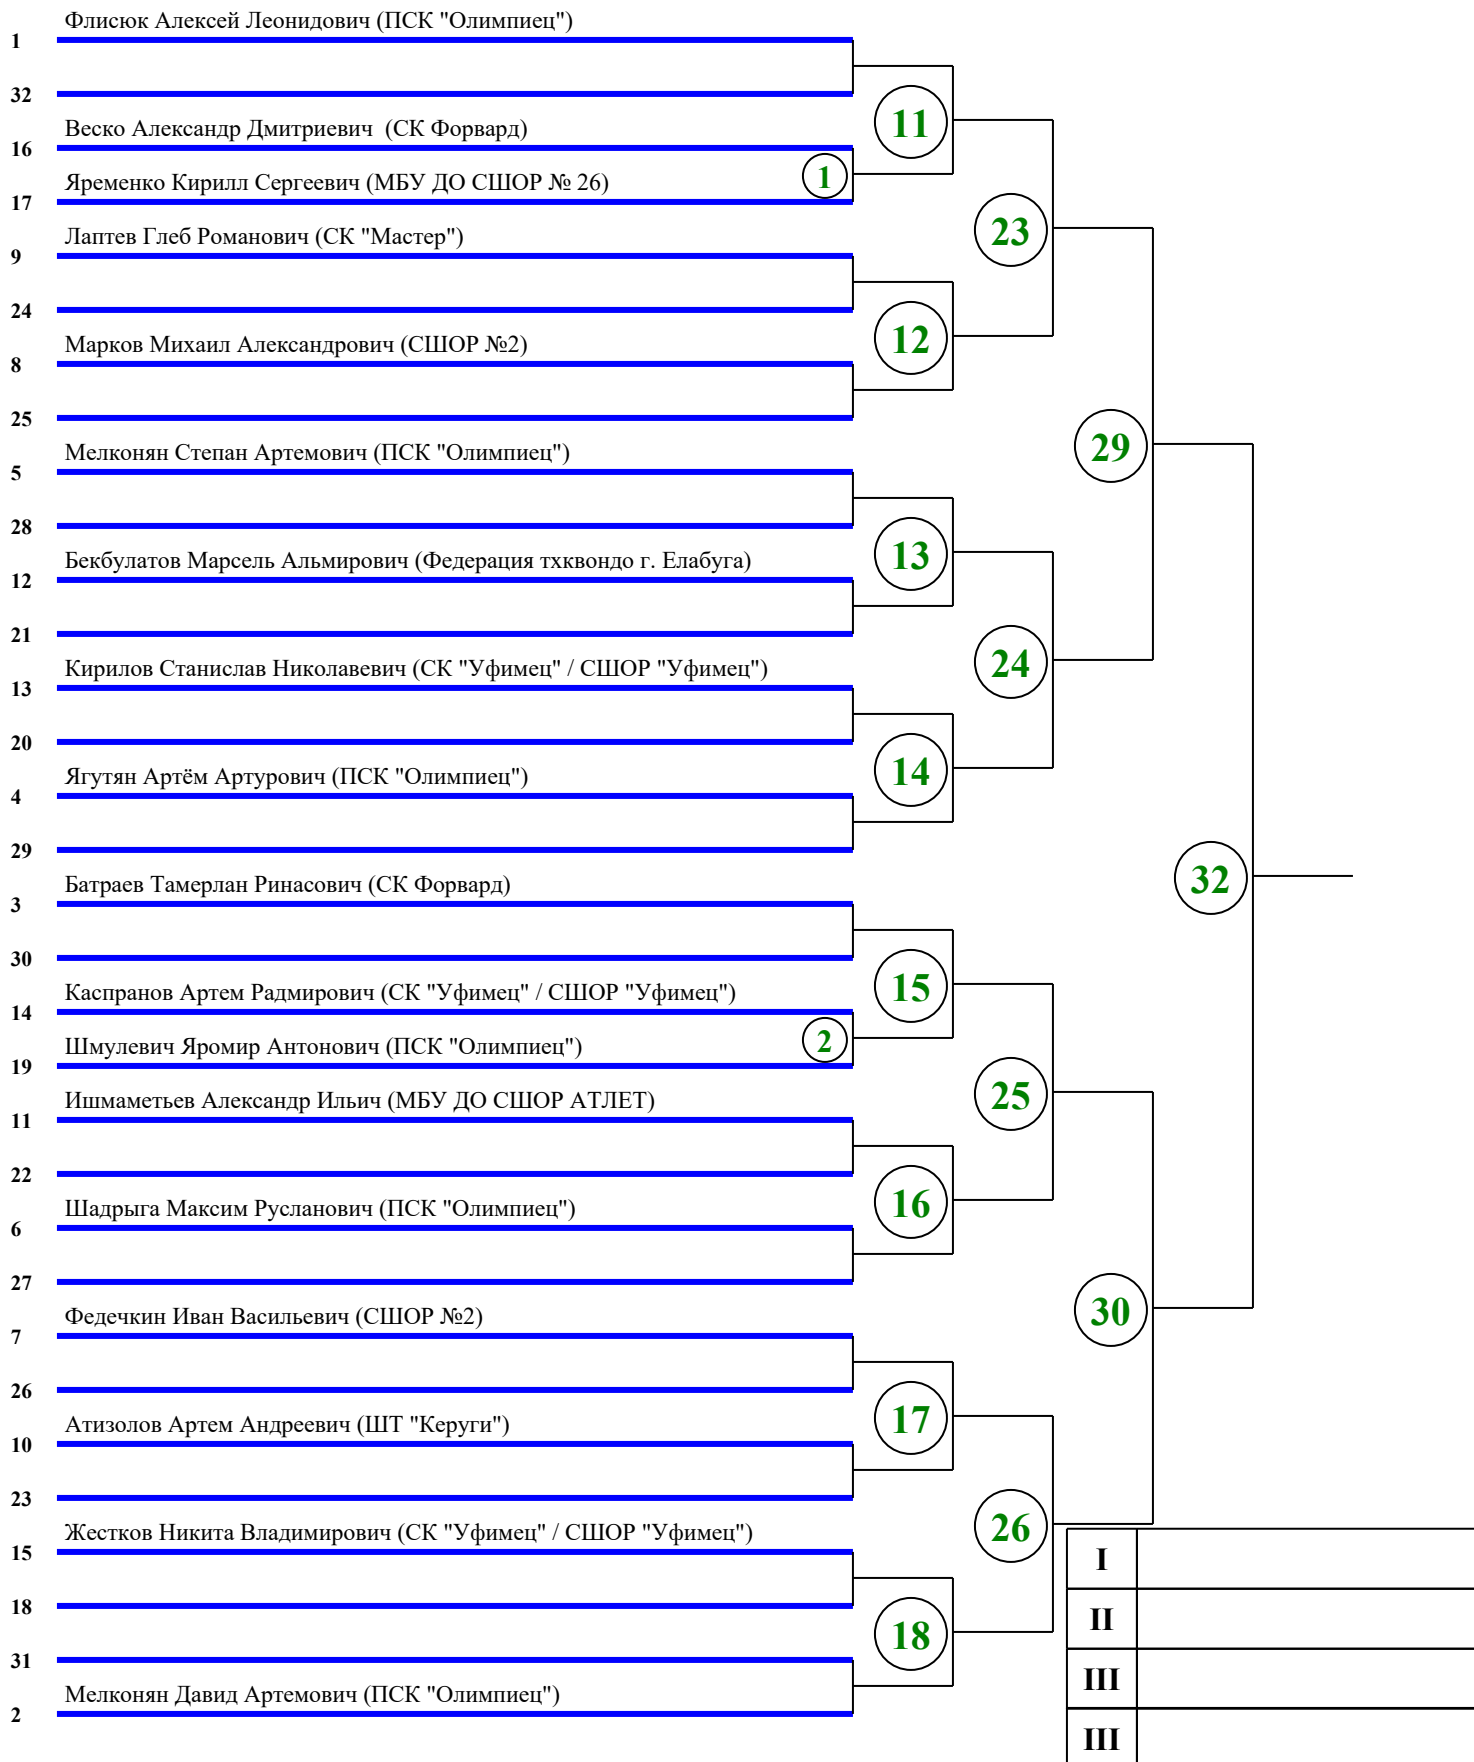 Флисюк Алексей Леонидович (ПСК "Олимпиец")
1
32
Веско Александр Дмитриевич (СК Форвард)
11
16
1
Яременко Кирилл Сергеевич (МБУ ДО СШОР № 26)
17
23
Лаптев Глеб Романович (СК "Мастер")
9
24
12
Марков Михаил Александрович (СШОР №2)
8
25
29
Мелконян Степан Артемович (ПСК "Олимпиец")
5
28
13
Бекбулатов Марсель Альмирович (Федерация тхквондо г. Елабуга)
12
21
24
Кирилов Станислав Николавевич (СК "Уфимец" / СШОР "Уфимец")
13
20
14
Ягутян Артём Артурович (ПСК "Олимпиец")
4
29
32
Батраев Тамерлан Ринасович (СК Форвард)
3
30
15
Каспранов Артем Радмирович (СК "Уфимец" / СШОР "Уфимец")
14
2
Шмулевич Яромир Антонович (ПСК "Олимпиец")
19
25
Ишмаметьев Александр Ильич (МБУ ДО СШОР АТЛЕТ)
11
22
16
Шадрыга Максим Русланович (ПСК "Олимпиец")
6
27
30
Федечкин Иван Васильевич (СШОР №2)
7
26
17
Атизолов Артем Андреевич (ШТ "Керуги")
10
23
26
Жестков Никита Владимирович (СК "Уфимец" / СШОР "Уфимец")
15
I
18
II
18
31
III
Мелконян Давид Артемович (ПСК "Олимпиец")
2
III